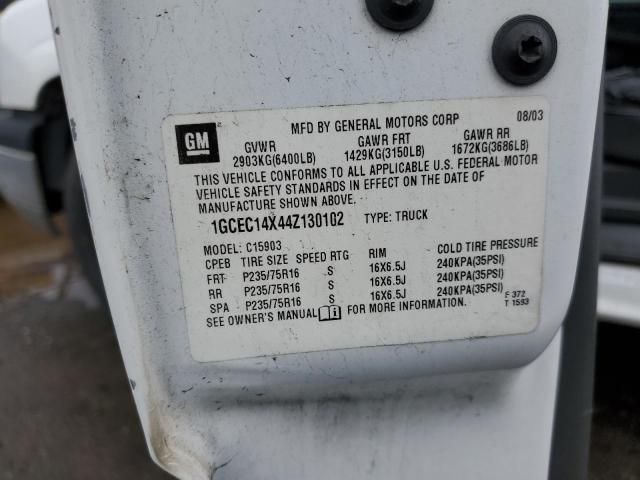 MFD BY GENERAL MOTORS CORP 08/03
GM
GVWR GAWR FRT GAWR RR
2903KG(6400LB) 1429KG(3150LB) 1672KG(3686LB)
THIS VEHICLE CONFORMS TO ALL APPLICABLE U.S. FEDERAL MOTOR
VEHICLE SAFETY STANDARDS IN EFFECT ON THE DATE OF
MANUFACTURE SHOWN ABOVE.
1GCEC14X44Z130102 TYPE: TRUCK
MODEL: C15903
CPEB TIRE SIZE SPEED RTG RIM COLD TIRE PRESSURE
FRT P235/75R16 S 16X6.5J 240KPA(35PSI)
RR P235/75R16 S 16X6.5J 240KPA(35PSI)
SPA P235/75R16 S 16X6.5J 240KPA(35PSI)
SEE OWNER'S MANUAL FOR MORE INFORMATION.
F 372
T 1593